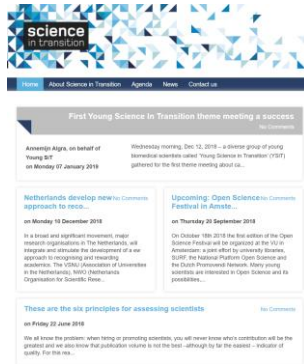 science
in transition
Home About Science in Transition Agenda News Contact us
First Young Science in Transition theme meeting a success
No Comments
Annemijn Algra, on behalf of
Young SiT
on Monday 07 January 2019
Wednesday morning, Dec 12, 2018 – a diverse group of young
biomedical scientists called 'Young Science in Transition' (YSiT)
gathered for the first theme meeting about ca...
Netherlands develop new
approach to reco...
No Comments
on Monday 10 December 2018
In a broad and significant movement, major
research organisations in The Netherlands, will
integrate and stimulate the development of a new
approach to recognising and rewarding
academics. The VSNU (Association of Universities
in the Netherlands), NWO (Netherlands
Organisation for Scientific Rese...
Upcoming: Open Science
Festival in Amste...
No Comments
on Thursday 20 September 2018
On October 18th 2018 the first edition of the Open
Science Festival will be organized at the VU in
Amsterdam: a joint effort by university libraries,
SURF, the National Platform Open Science and
the Dutch Promovendi Network. Many young
scientists are interested in Open Science and its
possibilities,...
These are the six principles for assessing scientists
No Comments
on Friday 22 June 2018
We all know the problem: when hiring or promoting scientists, you will never know who's contribution will be the
greatest and we also know that publication volume is not the best –although by far the easiest – indicator of
quality. For this rea...